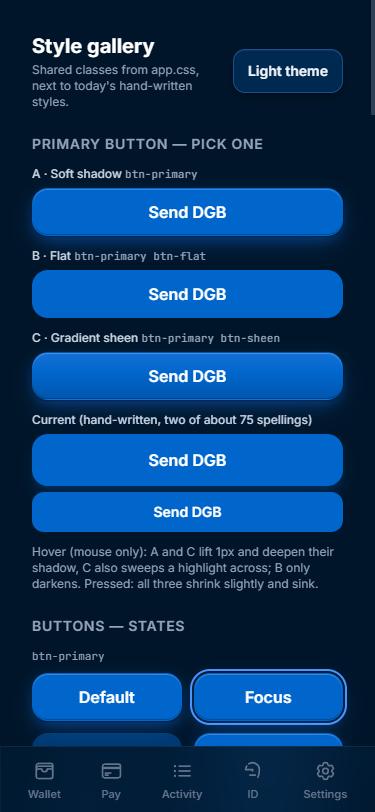 Style gallery
Shared classes from app.css,
next to today's hand-written
styles.
Light theme
PRIMARY BUTTON — PICK ONE
A · Soft shadow btn-primary
Send DGB
B · Flat btn-primary btn-flat
Send DGB
C · Gradient sheen btn-primary btn-sheen
Send DGB
Current (hand-written, two of about 75 spellings)
Send DGB
Send DGB
Hover (mouse only): A and C lift 1px and deepen their
shadow, C also sweeps a highlight across; B only
darkens. Pressed: all three shrink slightly and sink.
BUTTONS — STATES
btn-primary
Default
Focus
Wallet
Pay
Activity
ID
Settings